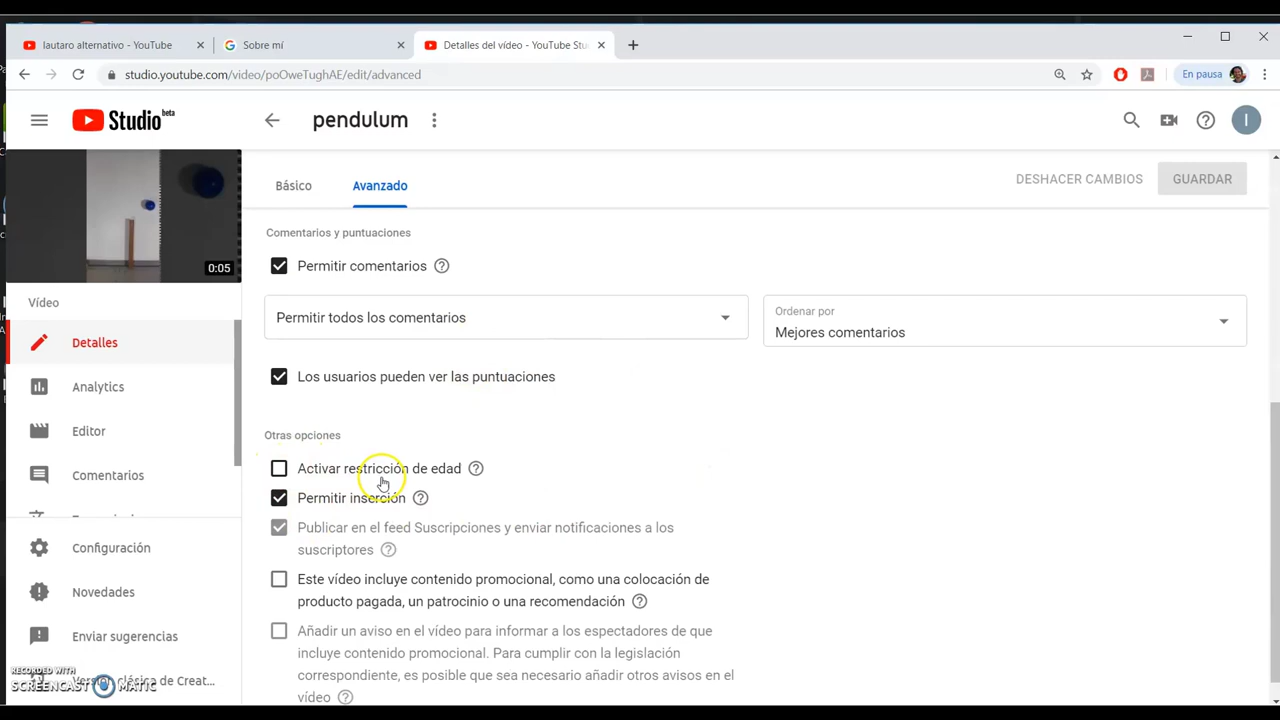 lautaro alternativo - YouTube
Sobre mí
Detalles del vídeo - YouTube Stu
studio.youtube.com/video/poOweTughAE/edit/advanced
En pausa
Studio beta
pendulum
I
Básico
Avanzado
DESHACER CAMBIOS
GUARDAR
0:05
Vídeo
Detalles
Analytics
Editor
Comentarios
Configuración
Novedades
Enviar sugerencias
Versión clásica de Creat...
RECORDED WITH
SCREENCAST MATIC
Comentarios y puntuaciones
Permitir comentarios
Permitir todos los comentarios
Ordenar por
Mejores comentarios
Los usuarios pueden ver las puntuaciones
Otras opciones
Activar restricción de edad
Permitir inserción
Publicar en el feed Suscripciones y enviar notificaciones a los
suscriptores
Este vídeo incluye contenido promocional, como una colocación de
producto pagada, un patrocinio o una recomendación
Añadir un aviso en el vídeo para informar a los espectadores de que
incluye contenido promocional. Para cumplir con la legislación
correspondiente, es posible que sea necesario añadir otros avisos en el
vídeo